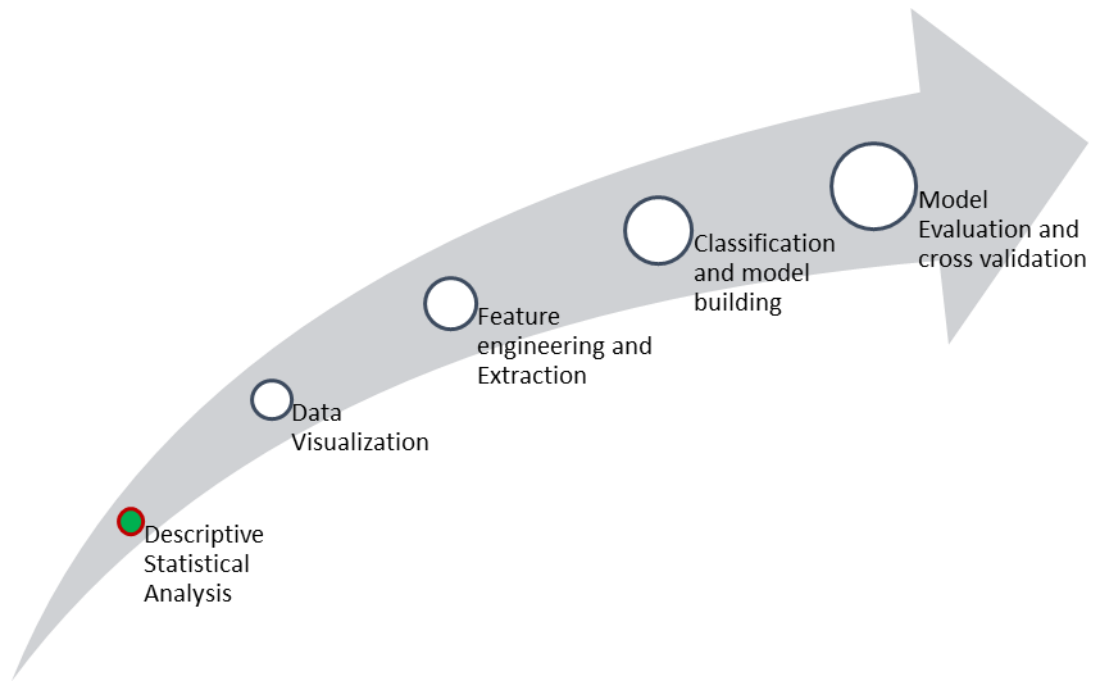 Descriptive
Statistical
Analysis
Data
Visualization
Feature
engineering and
Extraction
Classification
and model
building
Model
Evaluation and
cross validation